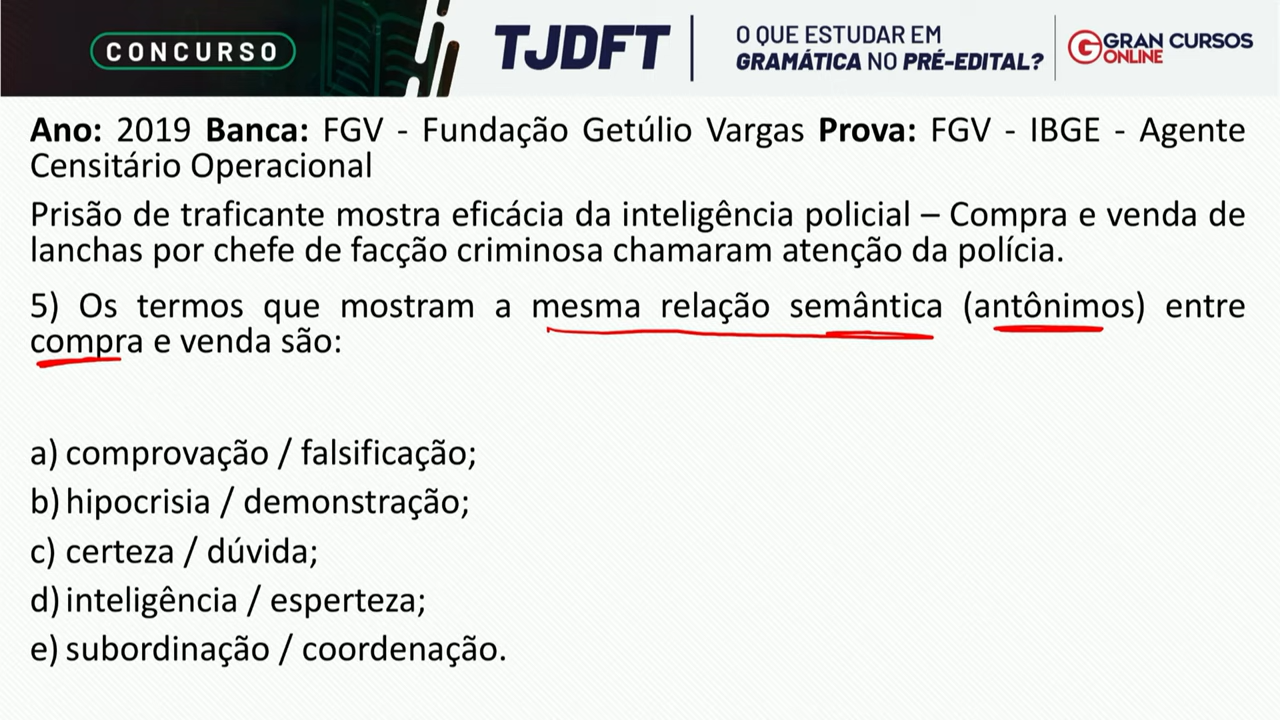 CONCURSO
TJDFT
O QUE ESTUDAR EM
GRAMÁTICA NO PRÉ-EDITAL?
GRAN CURSOS
ONLINE
Ano: 2019 Banca: FGV - Fundação Getúlio Vargas Prova: FGV - IBGE - Agente
Censitário Operacional
Prisão de traficante mostra eficácia da inteligência policial – Compra e venda de
lanchas por chefe de facção criminosa chamaram atenção da polícia.
5) Os termos que mostram a mesma relação semântica (antônimos) entre
compra e venda são:
a) comprovação / falsificação;
b) hipocrisia / demonstração;
c) certeza / dúvida;
d) inteligência / esperteza;
e) subordinação / coordenação.